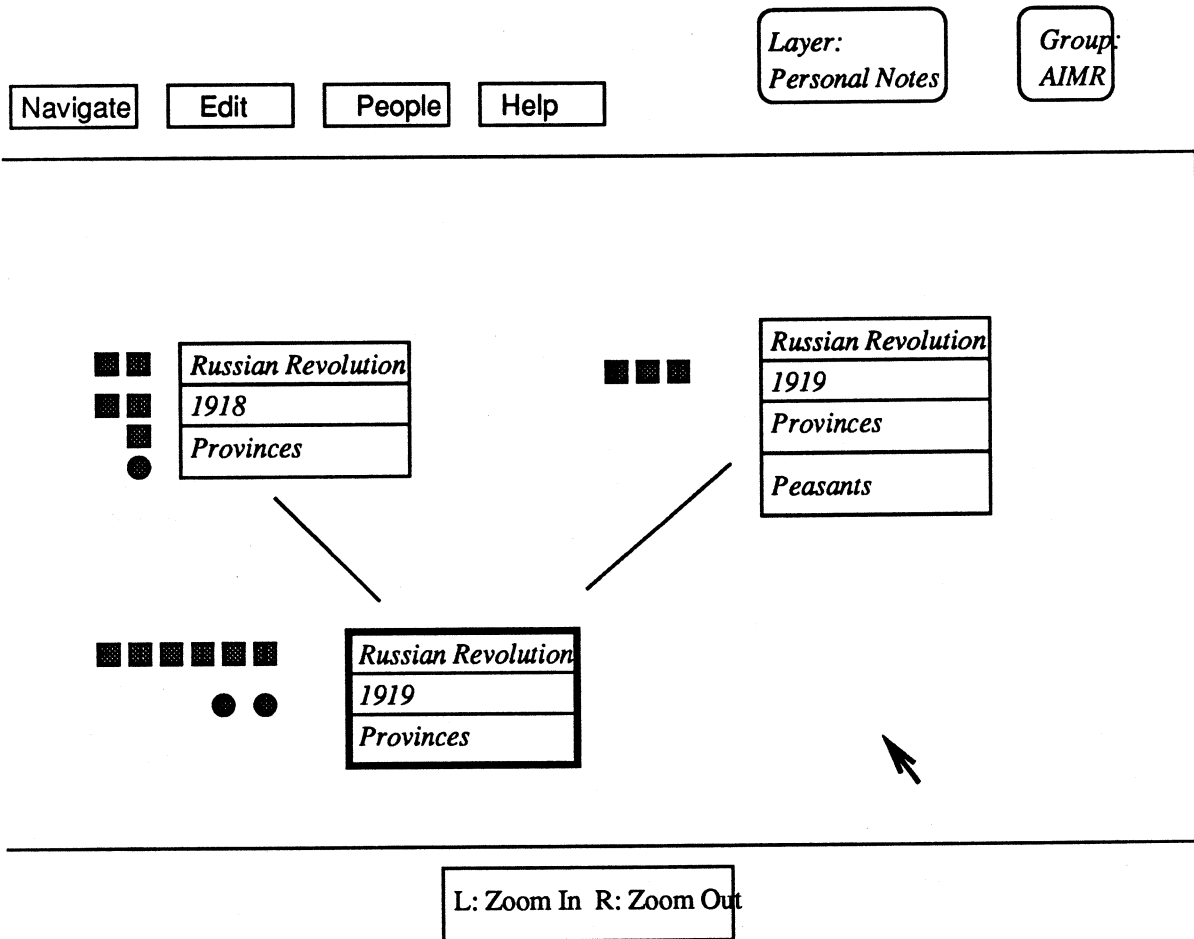 Layer:
Personal Notes
Group:
AIMR
Navigate
Edit
People
Help
Russian Revolution
1918
Provinces
Russian Revolution
1919
Provinces
Peasants
Russian Revolution
1919
Provinces
L: Zoom In R: Zoom Out